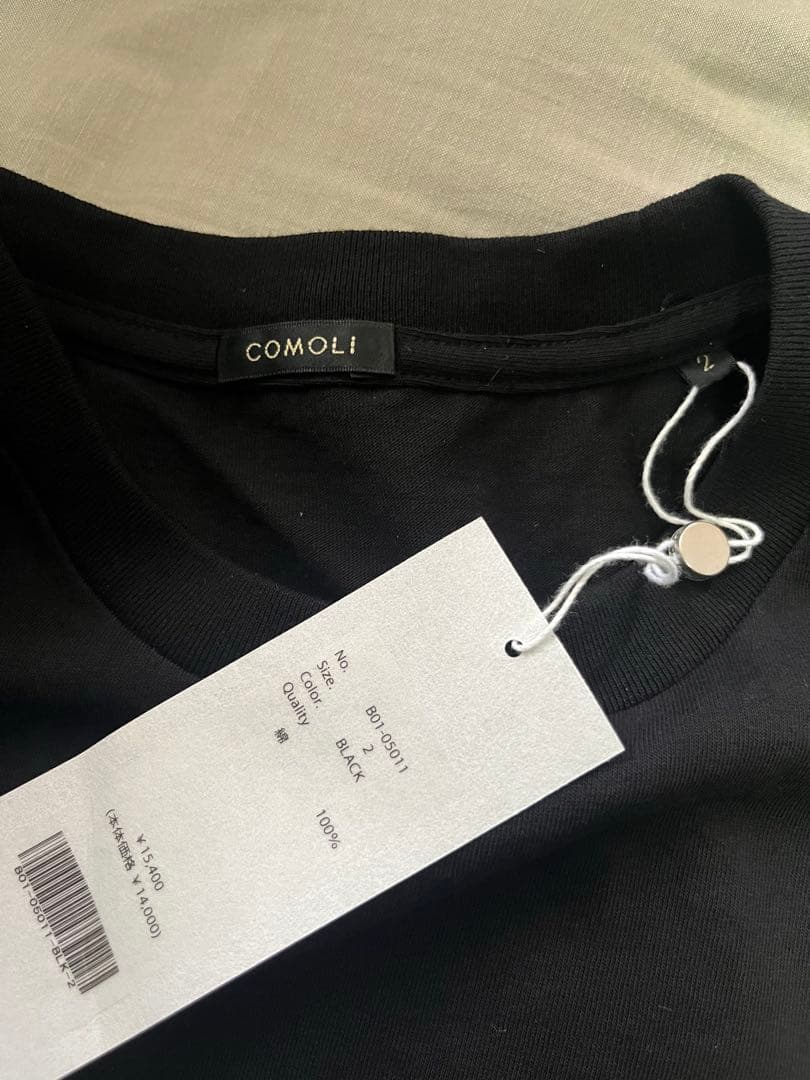 COMOLI
2
No. B01-05011
Size. 2
Color. BLACK
Quality
綿 100%
¥15,400
(本体価格 ¥14,000)
B01-05011-BLK-2